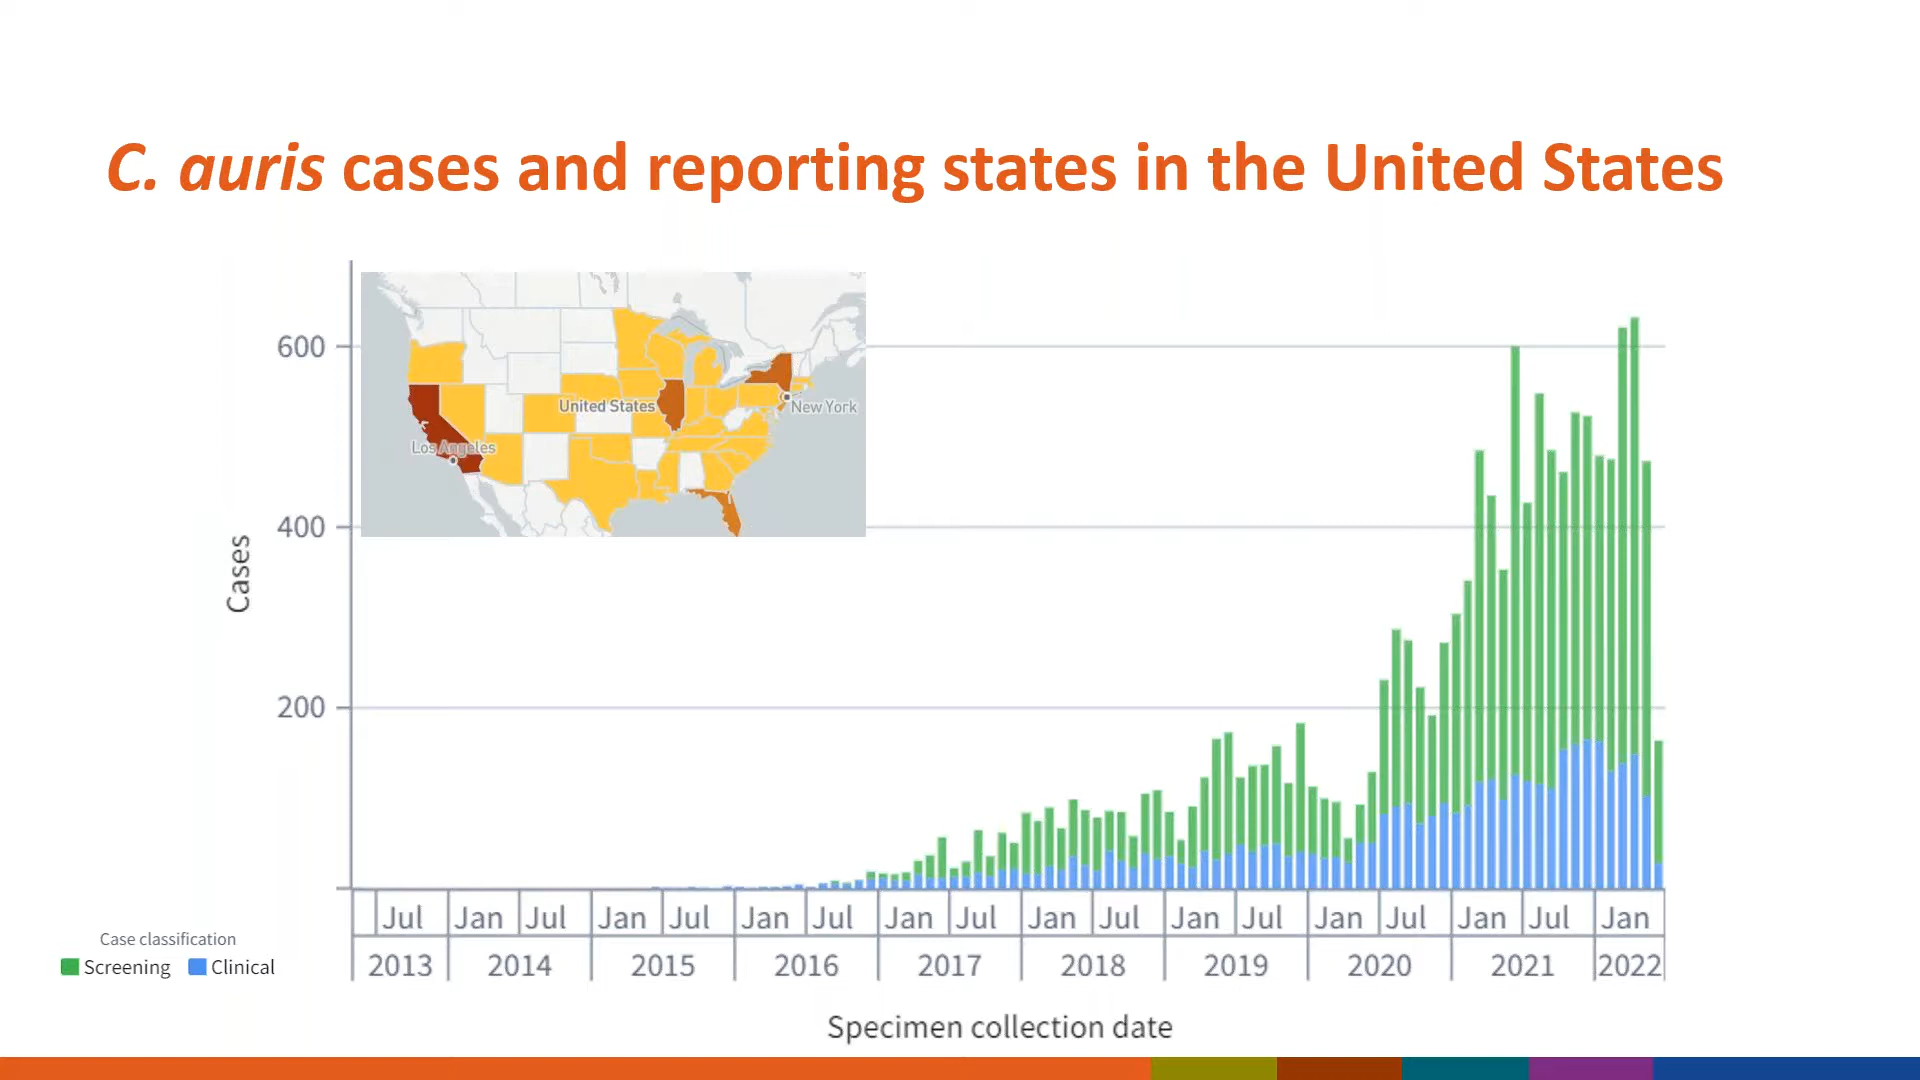 C. auris cases and reporting states in the United States
United States
New York
Los Angeles
600
400
200
Cases
Jul Jan Jul Jan Jul Jan Jul Jan Jul Jan Jul Jan Jul Jan Jul Jan Jul Jan
2013 2014 2015 2016 2017 2018 2019 2020 2021 2022
Case classification
Screening Clinical
Specimen collection date